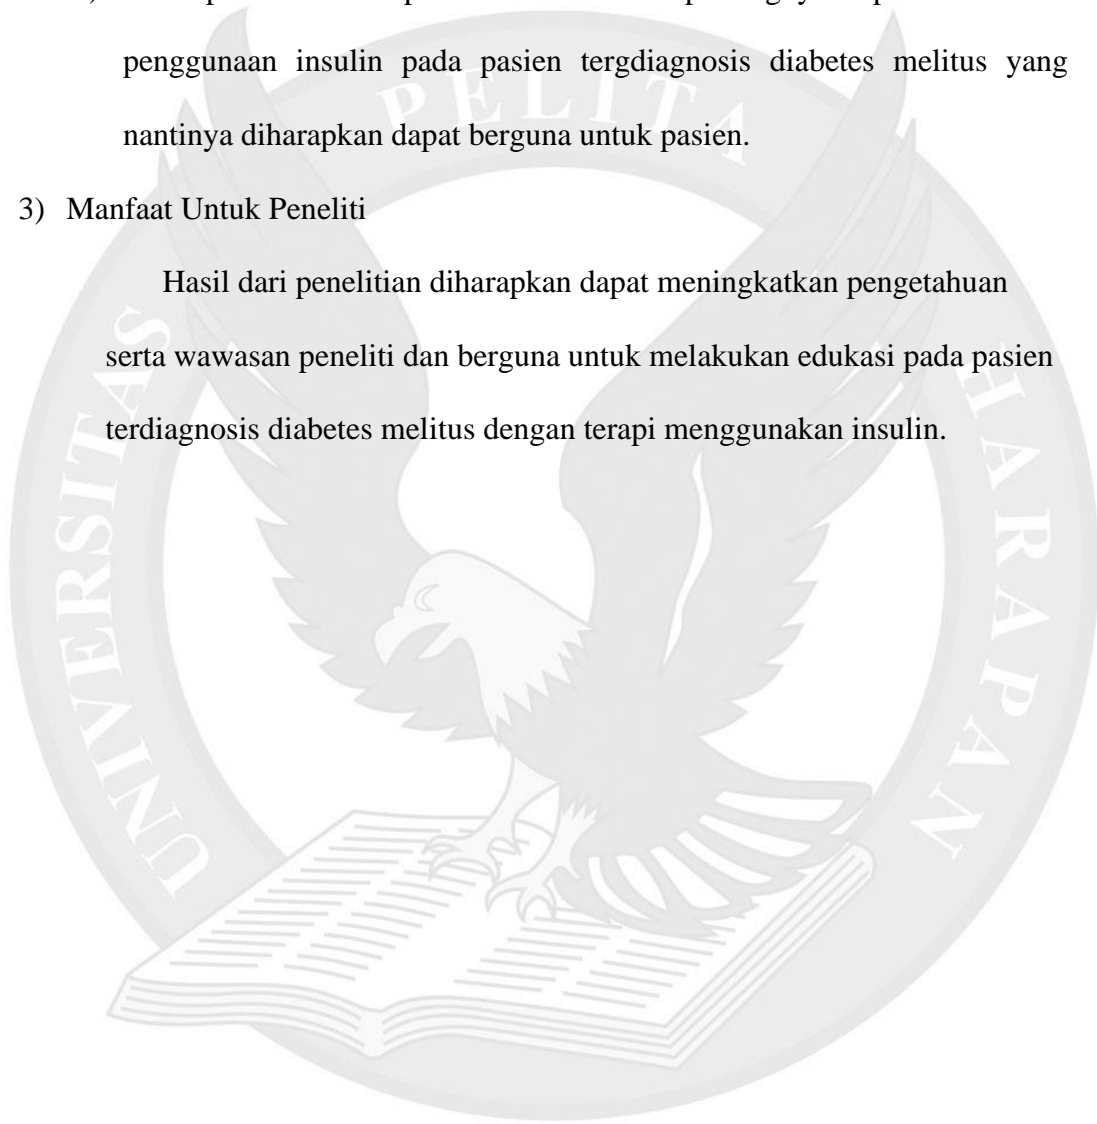 penggunaan insulin pada pasien tergdiagnosis diabetes melitus yang
nantinya diharapkan dapat berguna untuk pasien.
3) Manfaat Untuk Peneliti
Hasil dari penelitian diharapkan dapat meningkatkan pengetahuan
serta wawasan peneliti dan berguna untuk melakukan edukasi pada pasien
terdiagnosis diabetes melitus dengan terapi menggunakan insulin.
UNIVERSITAS
PELITA
HARAPAN